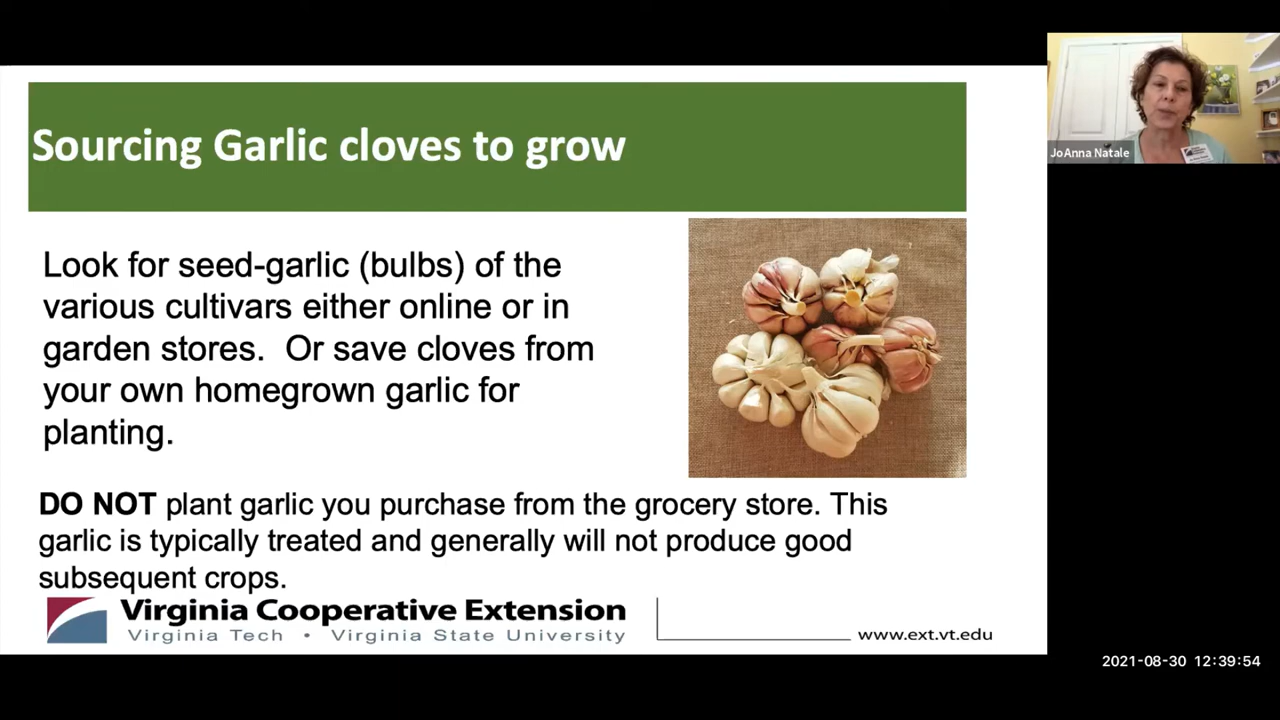 Sourcing Garlic cloves to grow
JoAnna Natale
Look for seed-garlic (bulbs) of the
various cultivars either online or in
garden stores.  Or save cloves from
your own homegrown garlic for
planting.
DO NOT plant garlic you purchase from the grocery store. This
garlic is typically treated and generally will not produce good
subsequent crops.
Virginia Cooperative Extension
Virginia Tech • Virginia State University
www.ext.vt.edu
2021-08-30 12:39:54